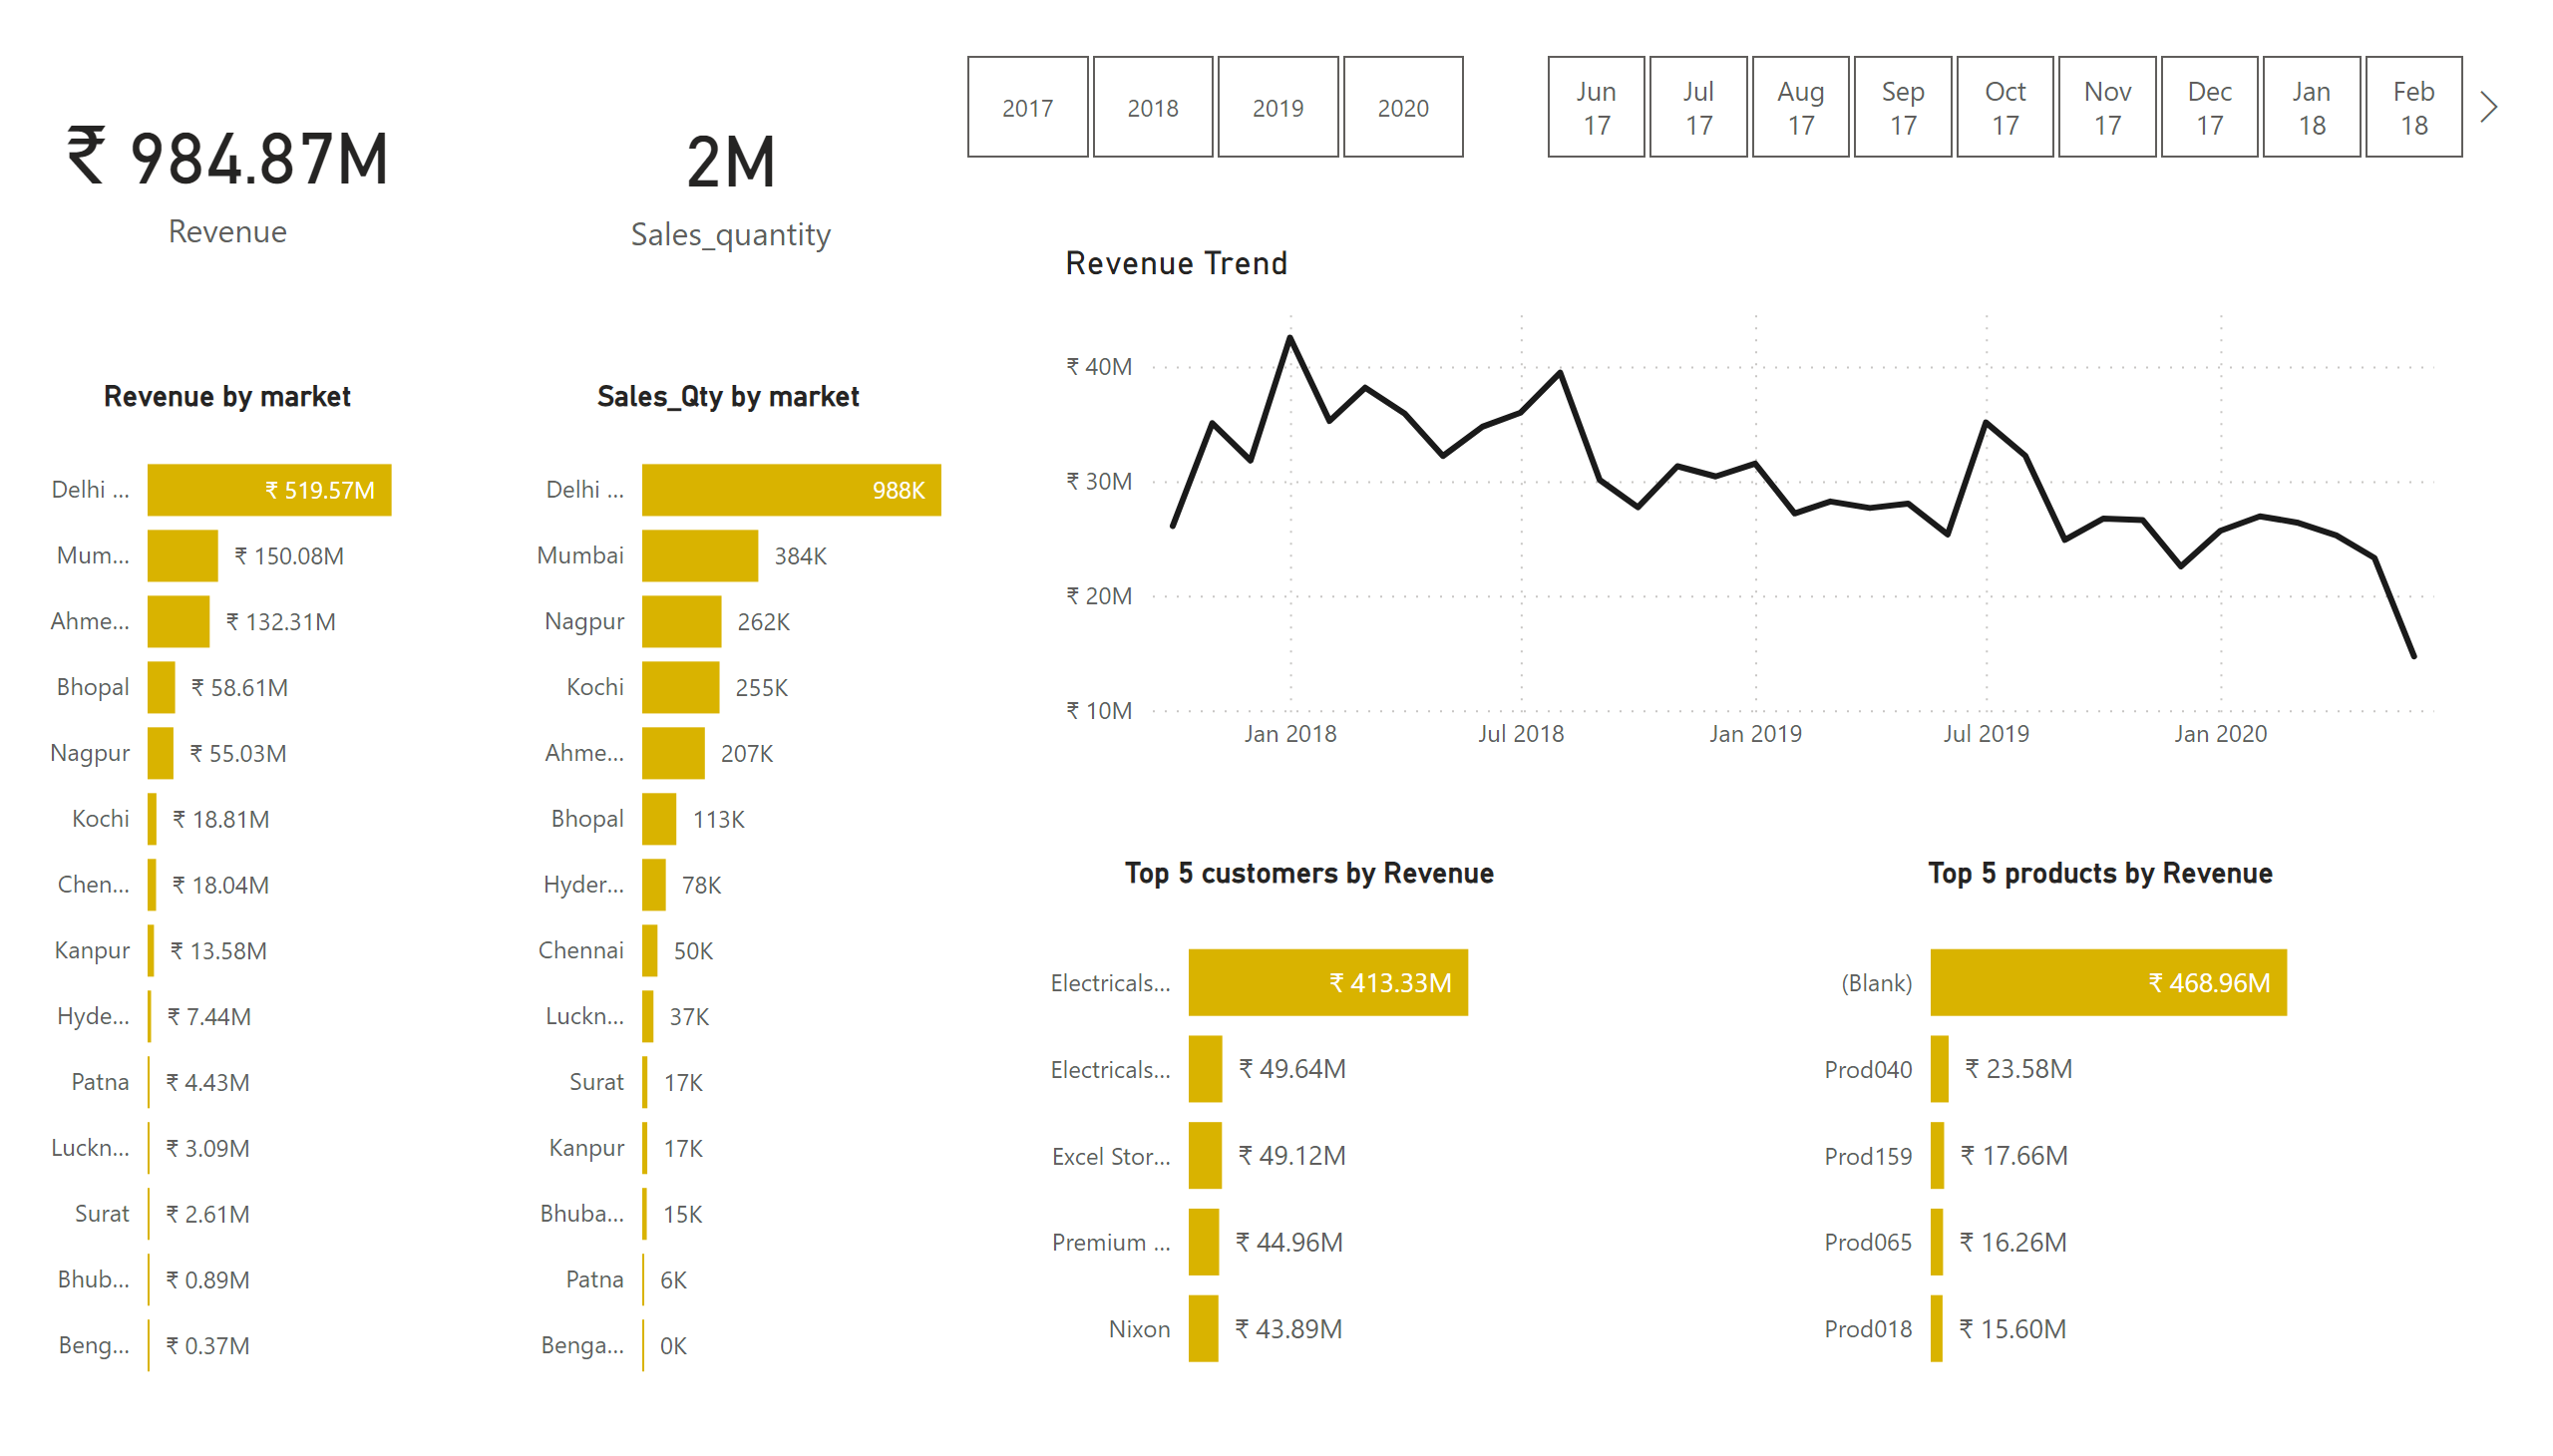 ₹ 984.87M
Revenue
2M
Sales_quantity
2017 2018 2019 2020
Jun 17 Jul 17 Aug 17 Sep 17 Oct 17 Nov 17 Dec 17 Jan 18 Feb 18
Revenue by market
Delhi ... ₹ 519.57M
Mum... ₹ 150.08M
Ahme... ₹ 132.31M
Bhopal ₹ 58.61M
Nagpur ₹ 55.03M
Kochi ₹ 18.81M
Chen... ₹ 18.04M
Kanpur ₹ 13.58M
Hyde... ₹ 7.44M
Patna ₹ 4.43M
Luckn... ₹ 3.09M
Surat ₹ 2.61M
Bhub... ₹ 0.89M
Beng... ₹ 0.37M
Sales_Qty by market
Delhi ... 988K
Mumbai 384K
Nagpur 262K
Kochi 255K
Ahme... 207K
Bhopal 113K
Hyder... 78K
Chennai 50K
Luckn... 37K
Surat 17K
Kanpur 17K
Bhuba... 15K
Patna 6K
Benga... 0K
Revenue Trend
₹ 40M
₹ 30M
₹ 20M
₹ 10M
Jan 2018 Jul 2018 Jan 2019 Jul 2019 Jan 2020
Top 5 customers by Revenue
Electricals... ₹ 413.33M
Electricals... ₹ 49.64M
Excel Stor... ₹ 49.12M
Premium ... ₹ 44.96M
Nixon ₹ 43.89M
Top 5 products by Revenue
(Blank) ₹ 468.96M
Prod040 ₹ 23.58M
Prod159 ₹ 17.66M
Prod065 ₹ 16.26M
Prod018 ₹ 15.60M